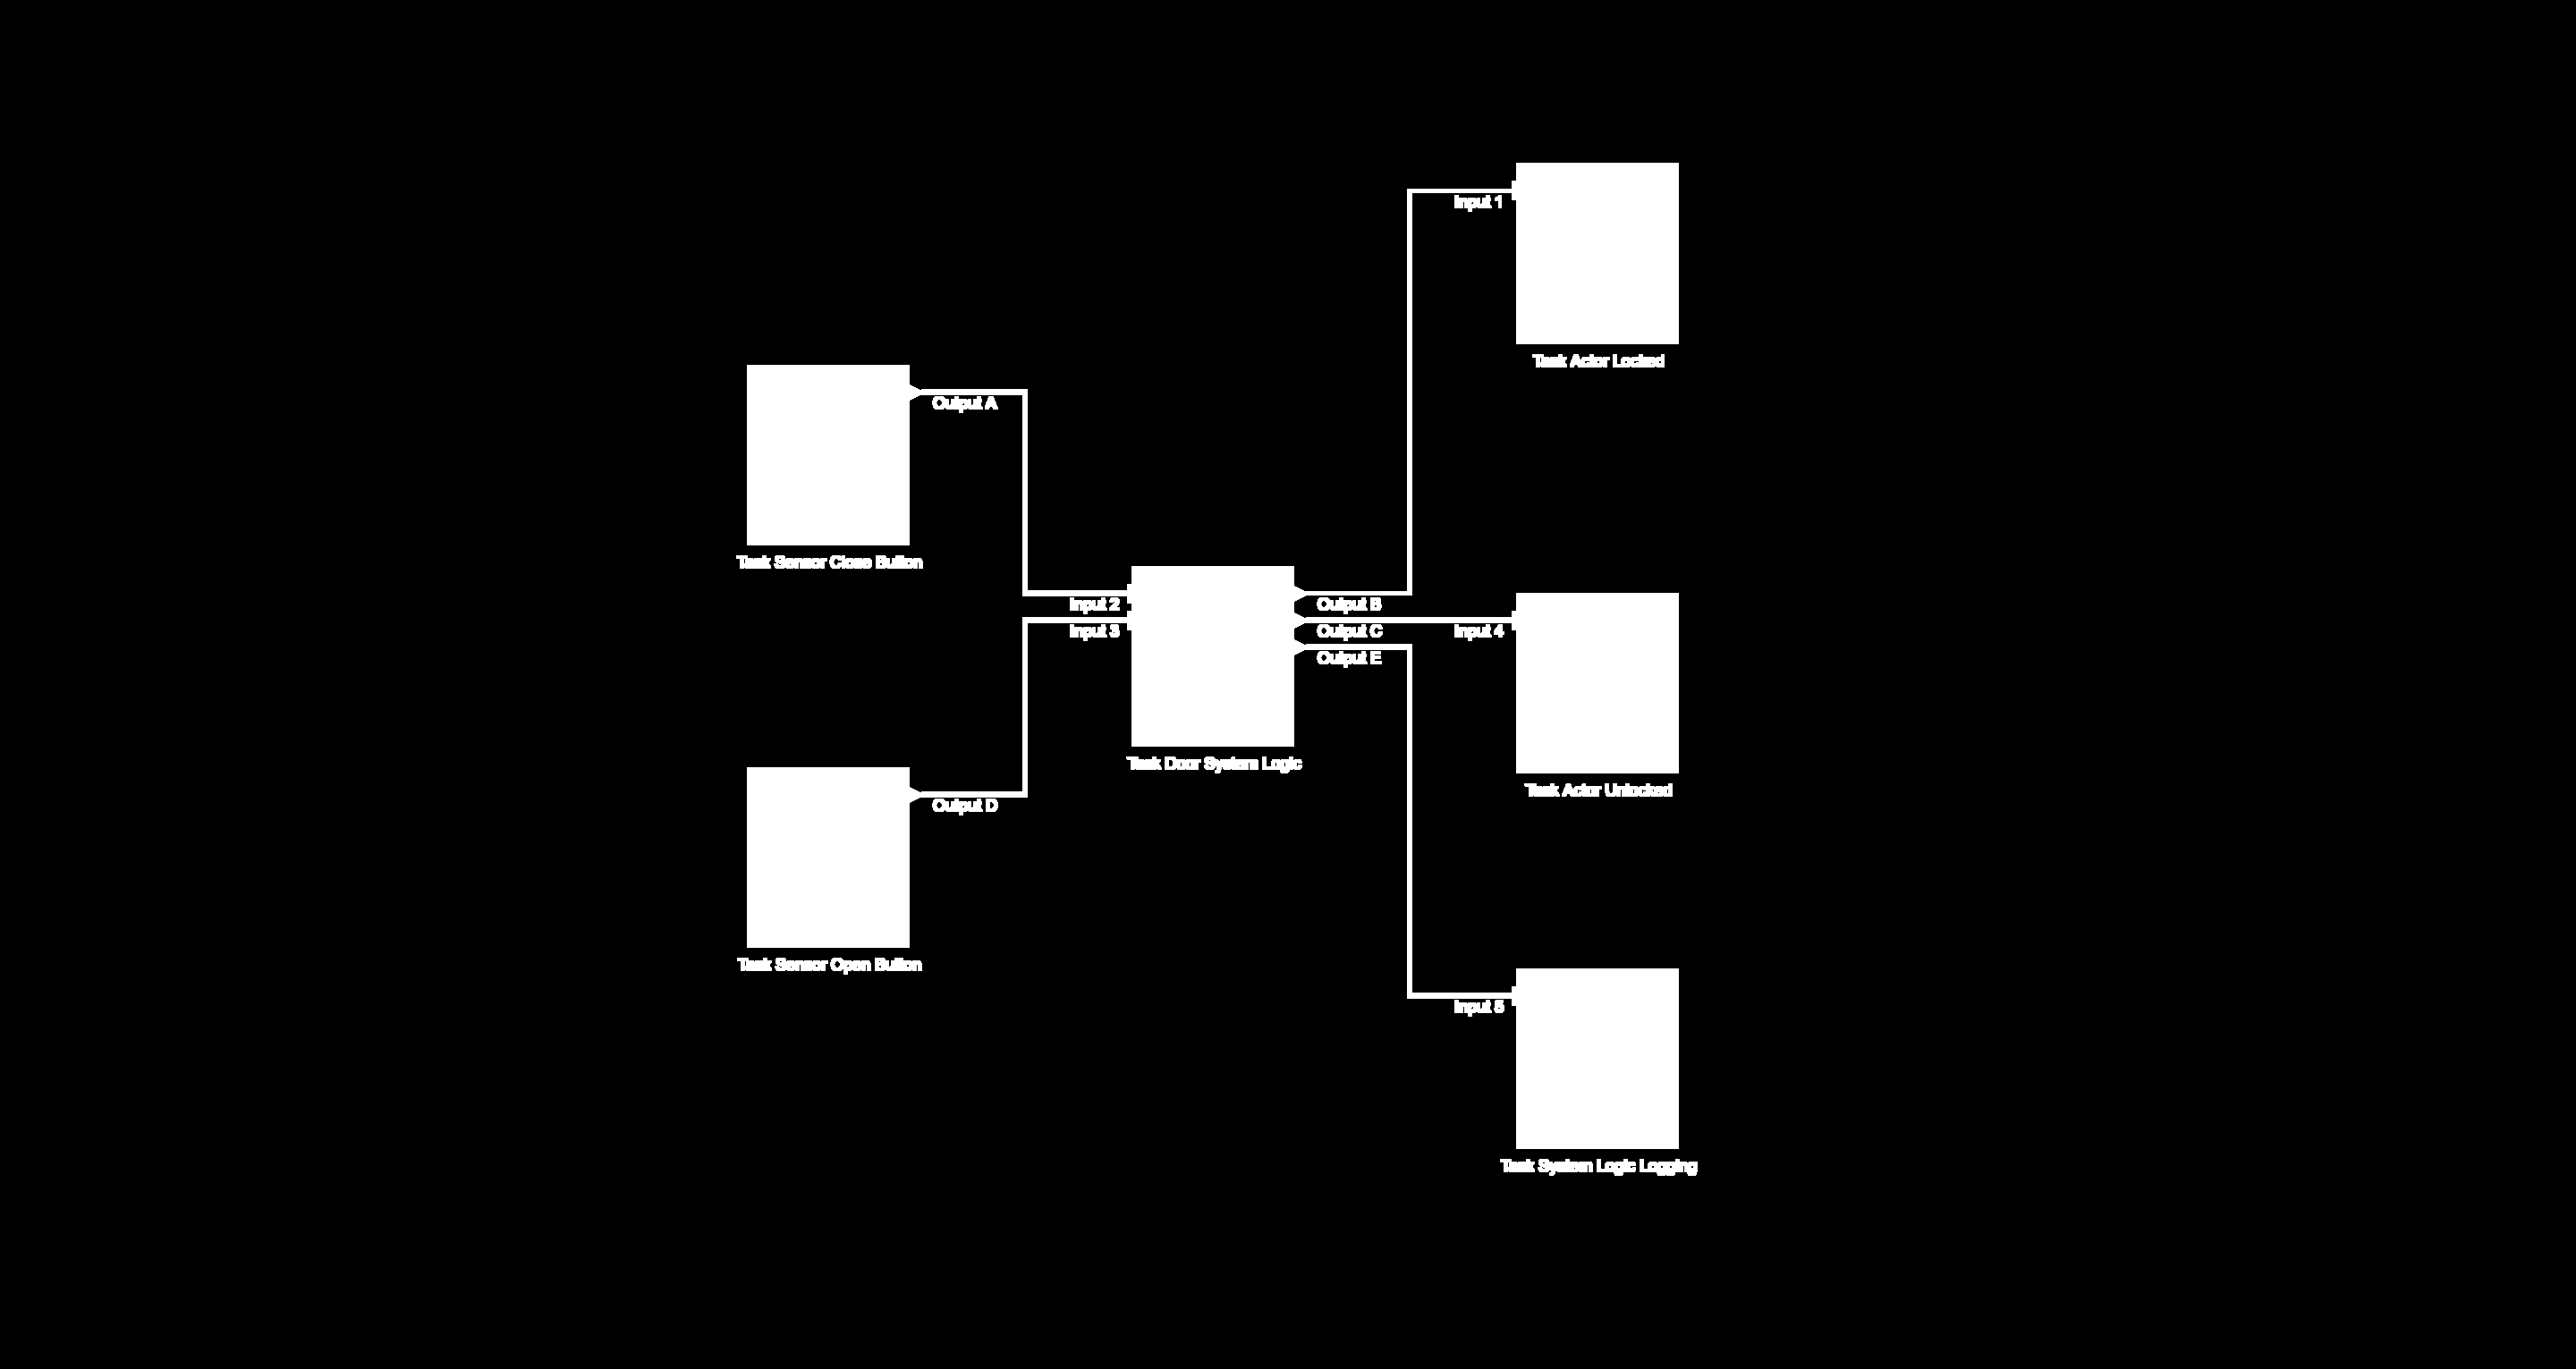 Input 1
Task Actor Locked
Output A
Task Sensor Close Button
Input 2
Output B
Input 3
Output C
Input 4
Output E
Task Door System Logic
Task Actor Unlocked
Output D
Task Sensor Open Button
Input 5
Task System Logic Logging